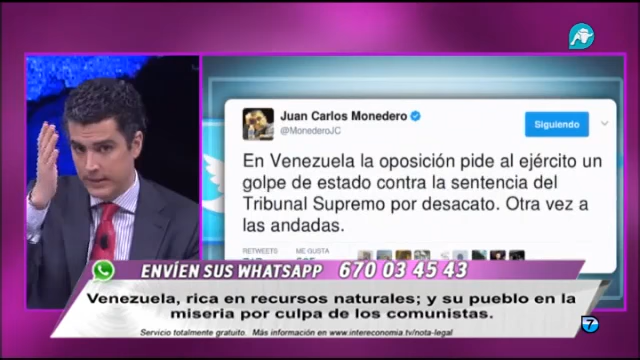 Juan Carlos Monedero
@MonederoJC
Siguiendo
En Venezuela la oposición pide al ejército un
golpe de estado contra la sentencia del
Tribunal Supremo por desacato. Otra vez a
las andadas.
RETWEETS
ME GUSTA
ENVÍEN SUS WHATSAPP 670 03 45 43
Venezuela, rica en recursos naturales; y su pueblo en la
miseria por culpa de los comunistas.
Servicio totalmente gratuito. Más información en www.intereconomia.tv/nota-legal
7